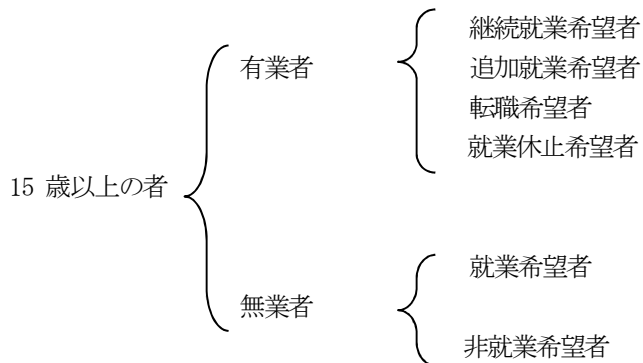 継続就業希望者
有業者
追加就業希望者
転職希望者
就業休止希望者
15 歳以上の者
就業希望者
無業者
非就業希望者